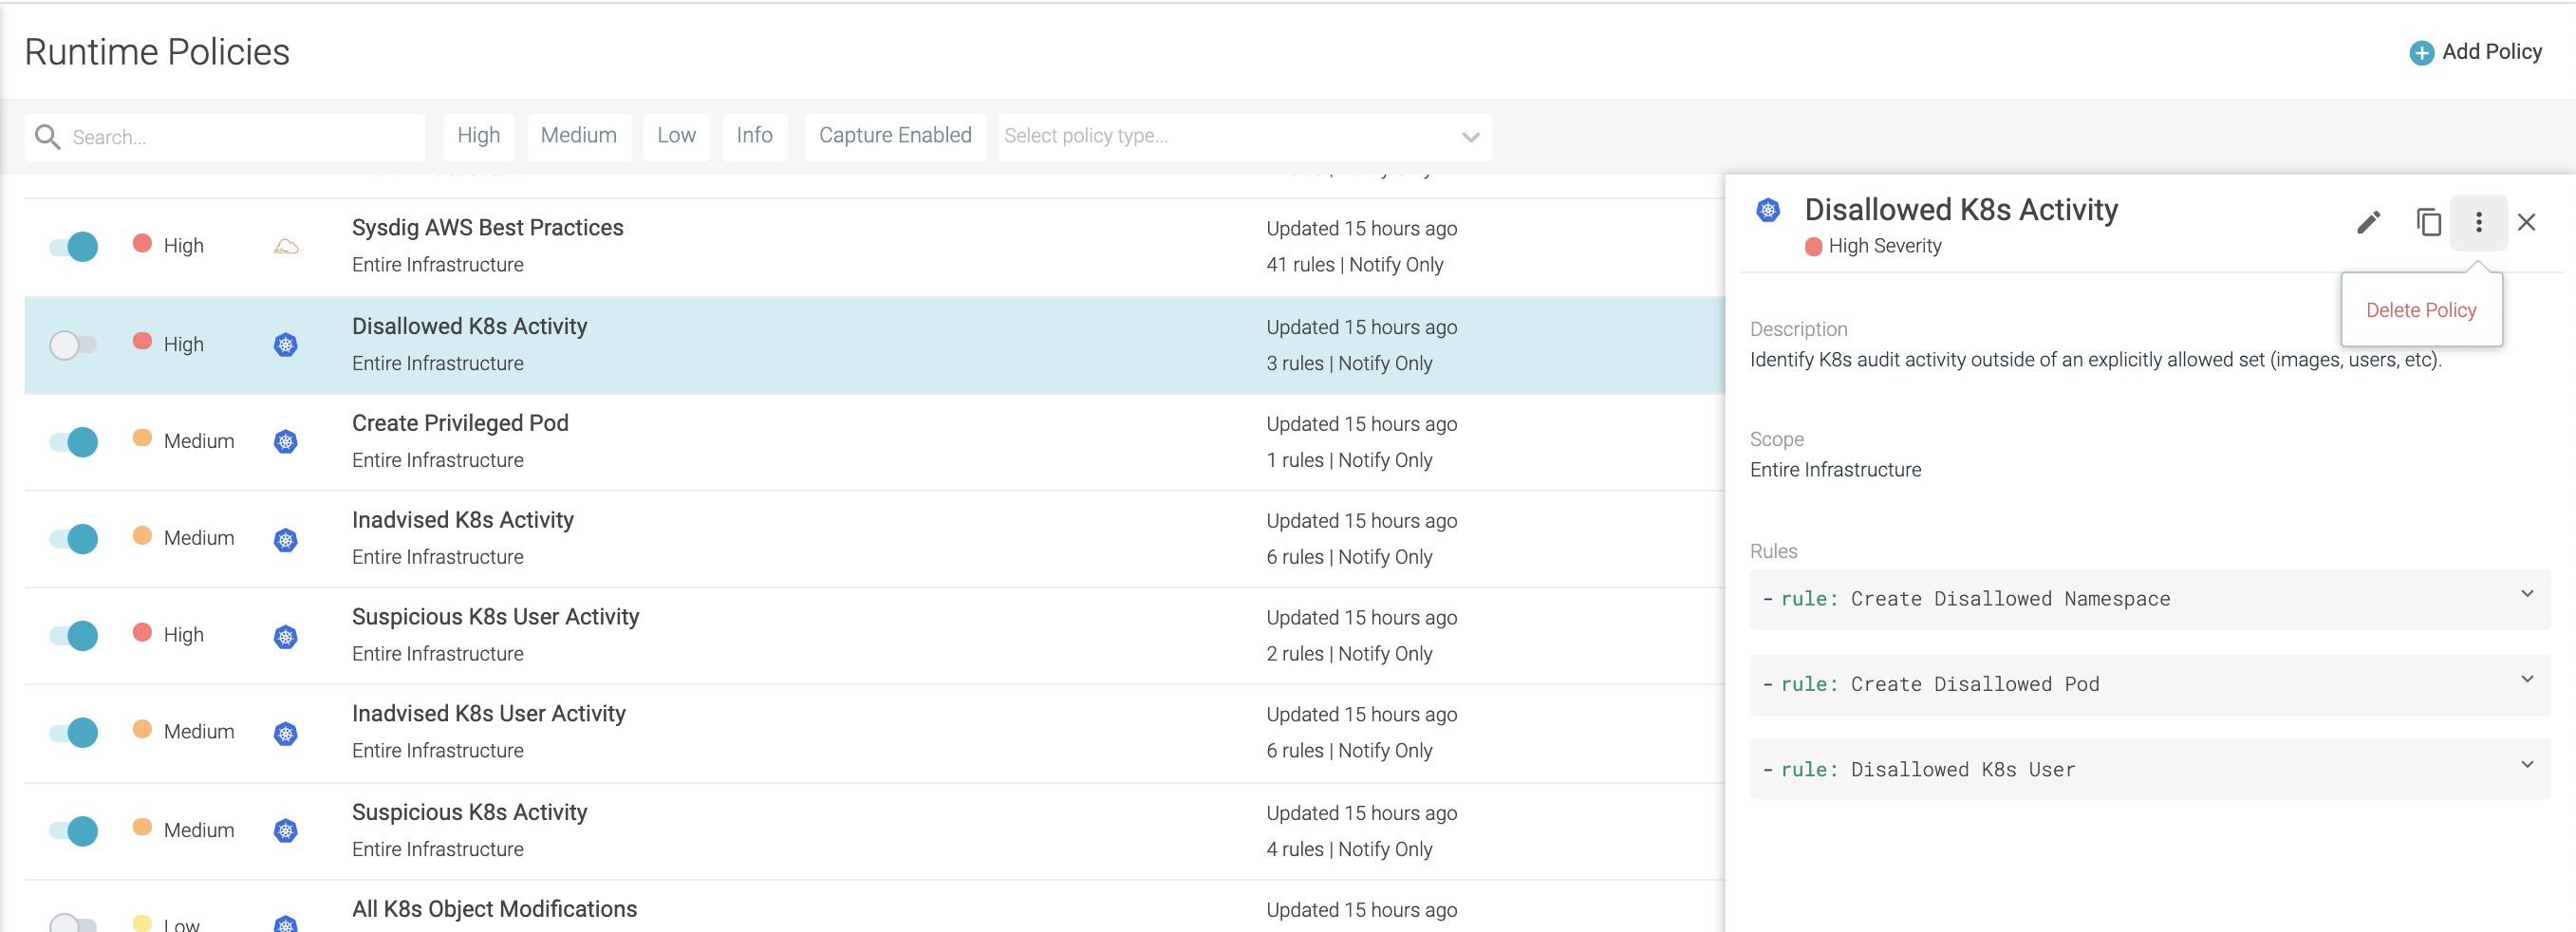 Runtime Policies
Add Policy
Search...
High
Medium
Low
Info
Capture Enabled
Select policy type...
High
Sysdig AWS Best Practices
Entire Infrastructure
Updated 15 hours ago
41 rules | Notify Only
High
Disallowed K8s Activity
Entire Infrastructure
Updated 15 hours ago
3 rules | Notify Only
Medium
Create Privileged Pod
Entire Infrastructure
Updated 15 hours ago
1 rules | Notify Only
Medium
Inadvised K8s Activity
Entire Infrastructure
Updated 15 hours ago
6 rules | Notify Only
High
Suspicious K8s User Activity
Entire Infrastructure
Updated 15 hours ago
2 rules | Notify Only
Medium
Inadvised K8s User Activity
Entire Infrastructure
Updated 15 hours ago
6 rules | Notify Only
Medium
Suspicious K8s Activity
Entire Infrastructure
Updated 15 hours ago
4 rules | Notify Only
Low
All K8s Object Modifications
Updated 15 hours ago
Disallowed K8s Activity
High Severity
Delete Policy
Description
Identify K8s audit activity outside of an explicitly allowed set (images, users, etc).
Scope
Entire Infrastructure
Rules
- rule: Create Disallowed Namespace
- rule: Create Disallowed Pod
- rule: Disallowed K8s User